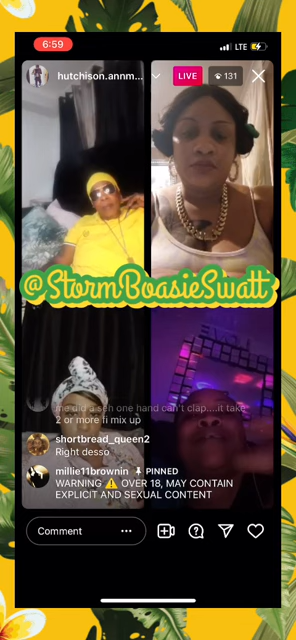 6:59
LTE
hutchison.annm...
LIVE
131
@StormBoasieSwatt
me did a seh one hand can't clap....it take
2 or more fi mix up
shortbread_queen2
Right desso
millie11brownin PINNED
WARNING ⚠️ OVER 18, MAY CONTAIN
EXPLICIT AND SEXUAL CONTENT
Comment